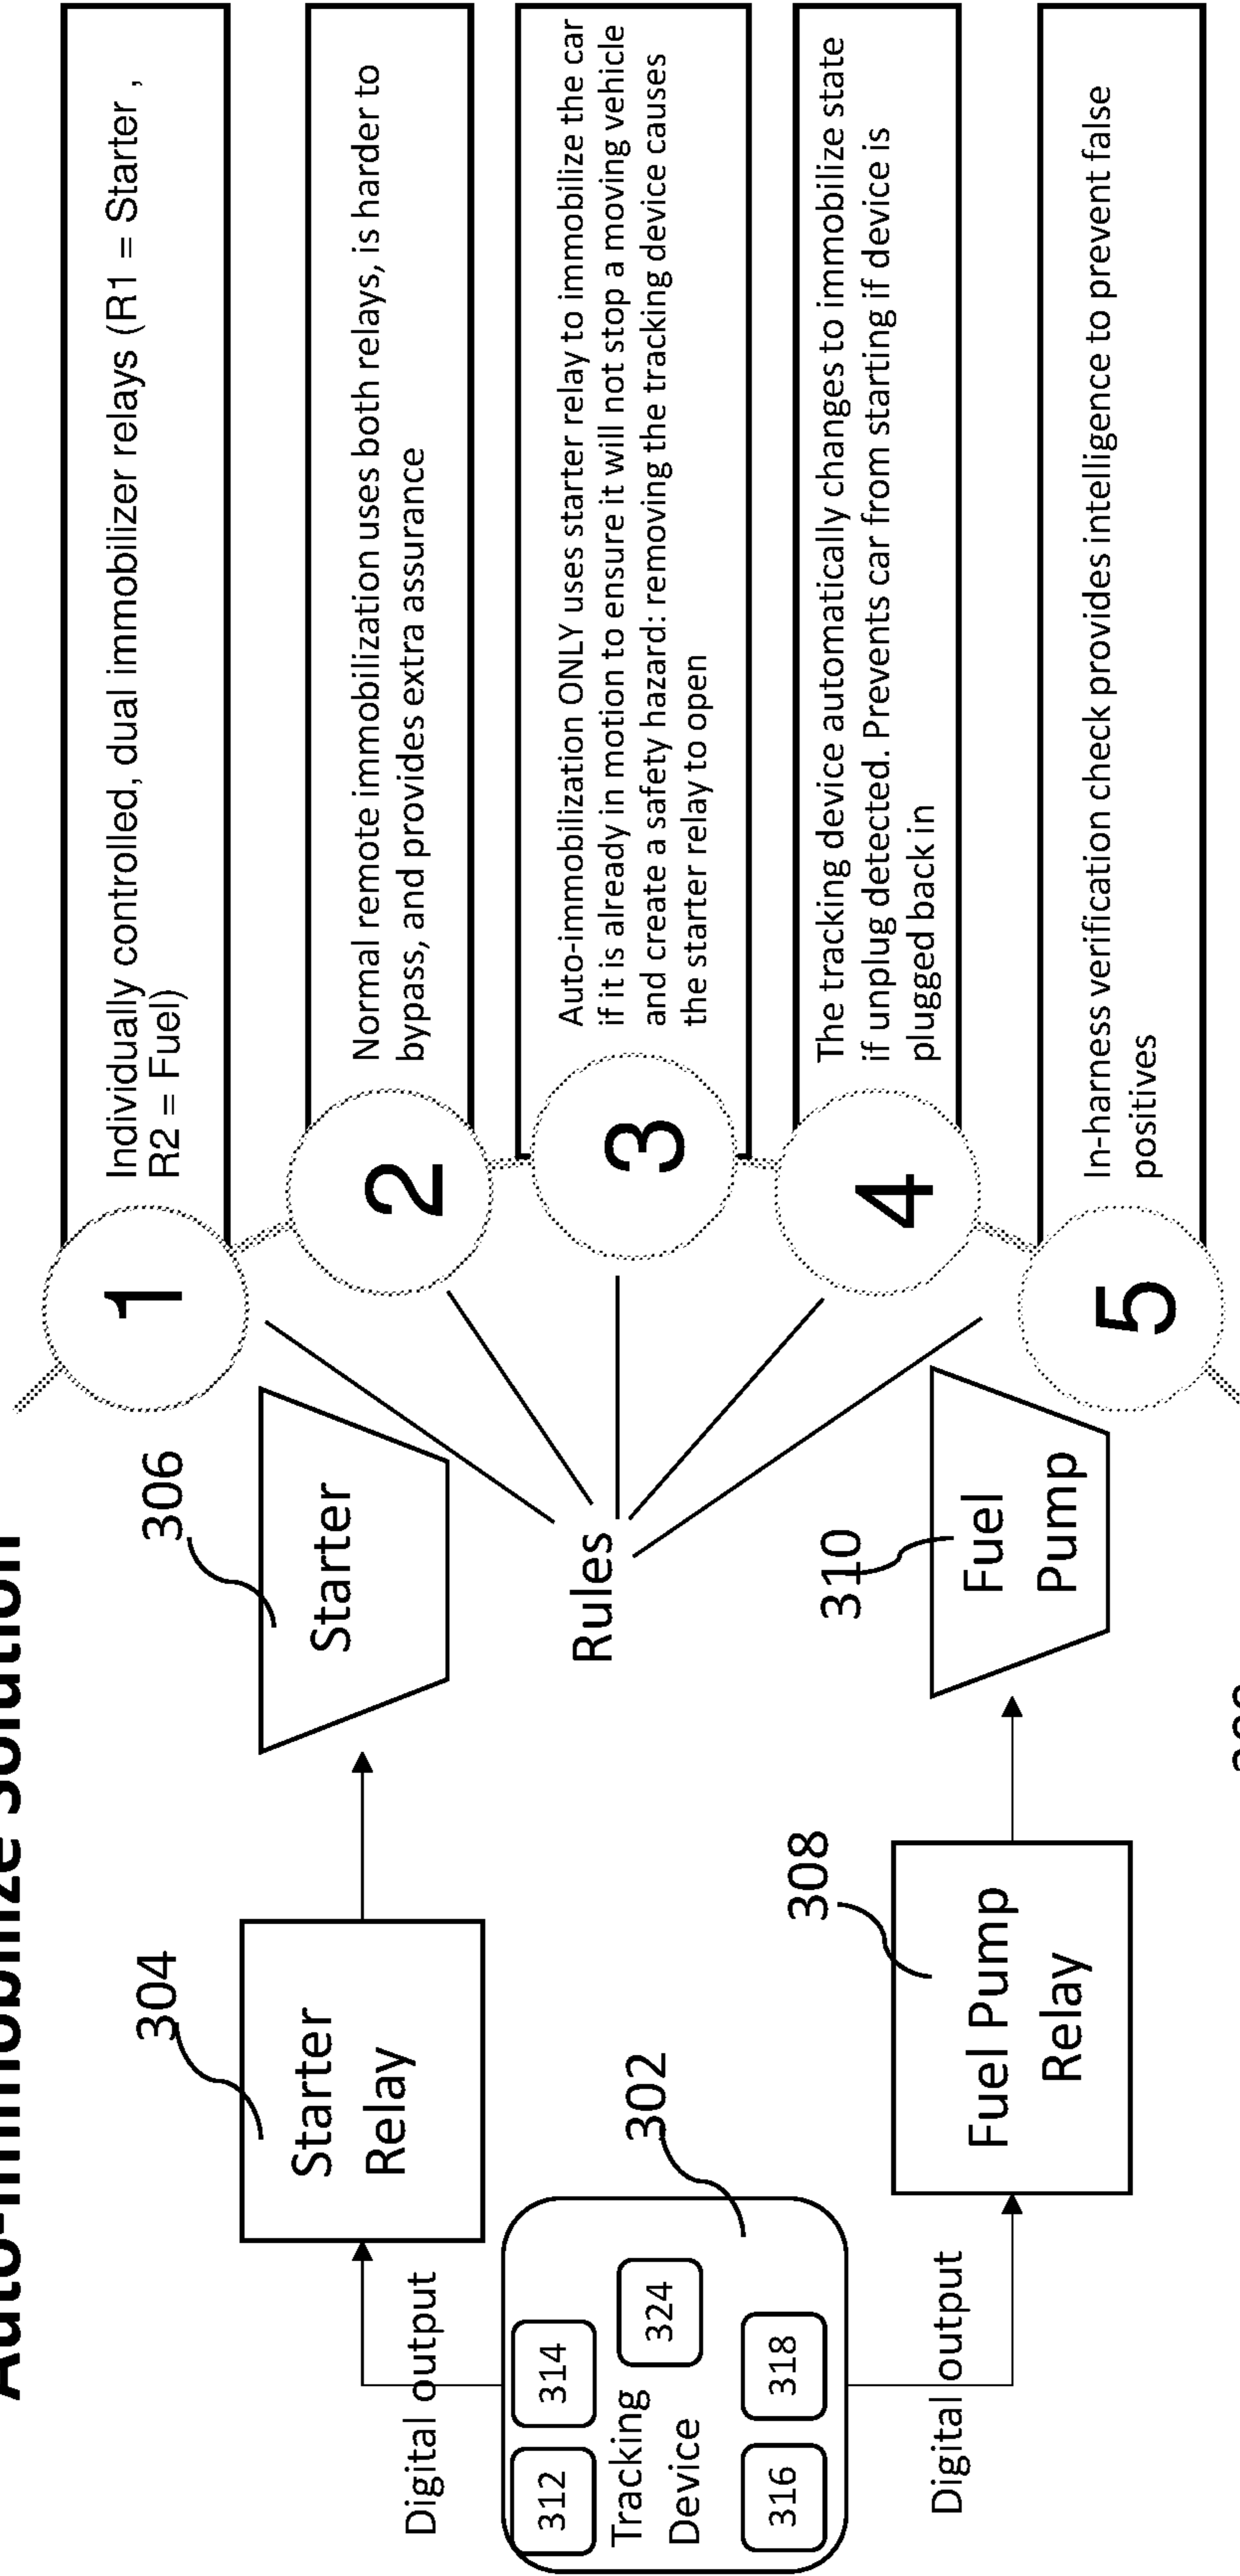 Auto-Immobilize Solution
304
Starter
Relay
306
Starter
Digital output
312
314
324
316
318
Tracking
Device
302
Digital output
308
Fuel Pump
Relay
310
Fuel
Pump
Rules
1
Individually controlled, dual immobilizer relays (R1 = Starter ,
R2 = Fuel)
2
Normal remote immobilization uses both relays, is harder to
bypass, and provides extra assurance
3
Auto-immobilization ONLY uses starter relay to immobilize the car
if it is already in motion to ensure it will not stop a moving vehicle
and create a safety hazard: removing the tracking device causes
the starter relay to open
4
The tracking device automatically changes to immobilize state
if unplug detected. Prevents car from starting if device is
plugged back in
5
In-harness verification check provides intelligence to prevent false
positives